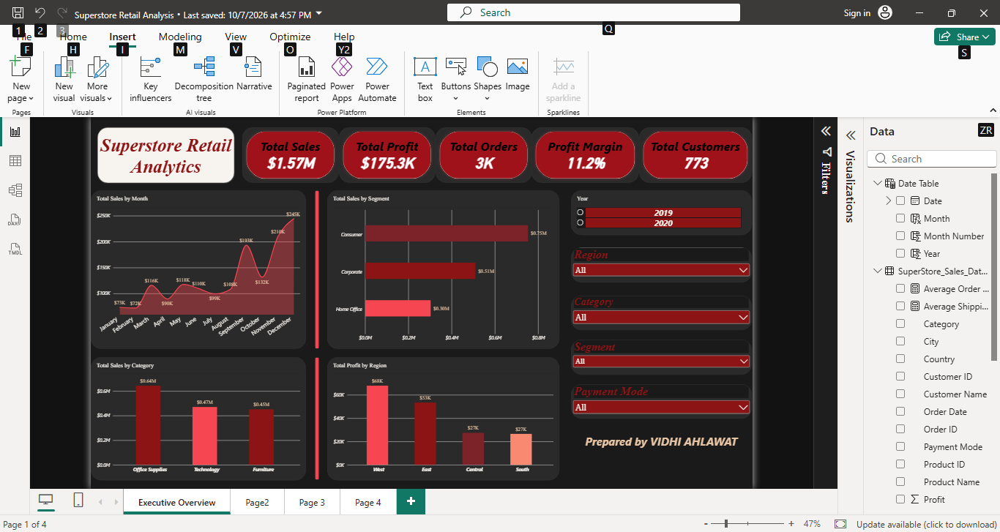 Superstore Retail Analysis • Last saved: 10/7/2026 at 4:57 PM
Search
Sign in
1
2
3
Q
File
Home
Insert
Modeling
View
Optimize
Help
Share
F
H
I
M
V
O
Y2
S
New page
New visual
More visuals
Key influencers
Decomposition tree
Narrative
Paginated report
Power Apps
Power Automate
Text box
Buttons
Shapes
Image
Add a sparkline
Pages
Visuals
AI visuals
Power Platform
Elements
Sparklines
DAX
TMDL
Superstore Retail
Analytics
Total Sales
$1.57M
Total Profit
$175.3K
Total Orders
3K
Profit Margin
11.2%
Total Customers
773
Total Sales by Month
$250K
$200K
$150K
$100K
$73K
$72K
$116K
$90K
$118K
$110K
$99K
$108K
$193K
$132K
$210K
$245K
January
February
March
April
May
June
July
August
September
October
November
December
Total Sales by Segment
Consumer
$0.75M
Corporate
$0.51M
Home Office
$0.30M
$0.0M
$0.2M
$0.4M
$0.6M
$0.8M
Year
2019
2020
Region
All
Category
All
Segment
All
Payment Mode
All
Prepared by VIDHI AHLAWAT
Total Sales by Category
$0.6M
$0.4M
$0.2M
$0.0M
$0.64M
$0.47M
$0.45M
Office Supplies
Technology
Furniture
Total Profit by Region
$60K
$40K
$20K
$0K
$68K
$53K
$27K
$27K
West
East
Central
South
Filters
Visualizations
Data
ZR
Search
Date Table
Date
Month
Month Number
Year
SuperStore_Sales_Dat...
Average Order ...
Average Shippi...
Category
City
Country
Customer ID
Customer Name
Order Date
Order ID
Payment Mode
Product ID
Product Name
Profit
Executive Overview
Page2
Page 3
Page 4
+
Page 1 of 4
- + 47%
Update available (click to download)